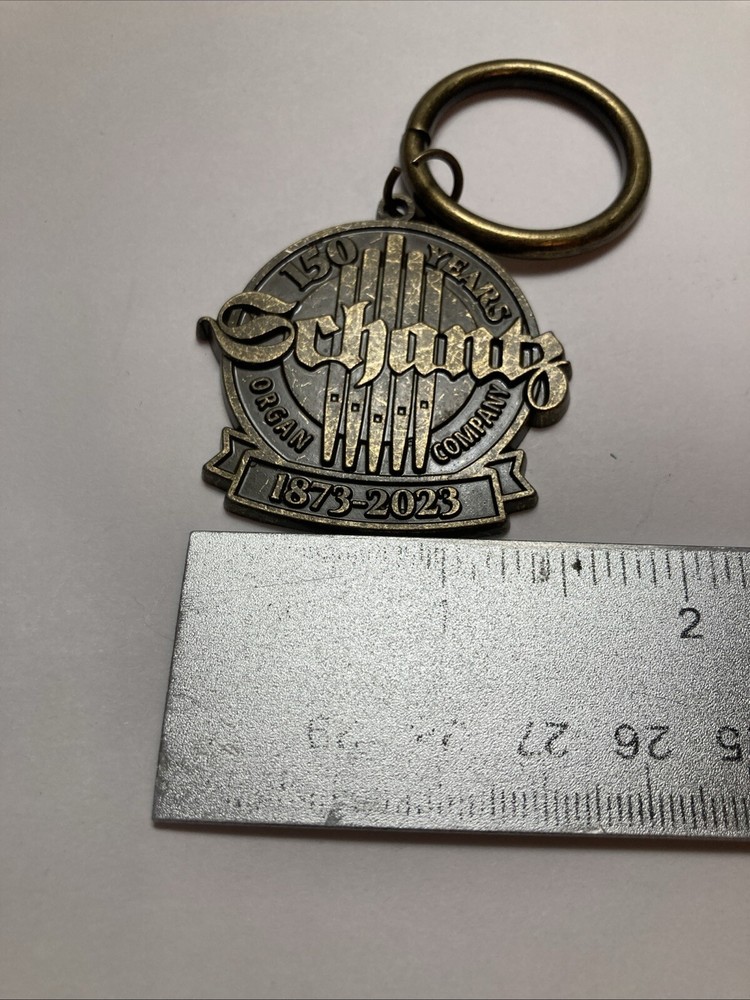 150 YEARS
Schantz
ORGAN COMPANY
1873-2023
2
27 26